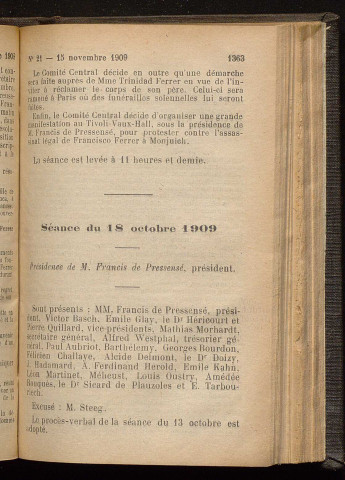 N° 21 — 15 novembre 1909 1363
Le Comité Central décide en outre qu'une démarche
sera faite auprès de Mme Trinidad Ferrer en vue de l'in-
viter à réclamer le corps de son père. Celui-ci sera
ramené à Paris où des funérailles solennelles lui seront
faites.
Enfin, le Comité Central décide d'organiser une grande
manifestation au Tivoli-Vaux-Hall, sous la présidence de
M. Francis de Pressensé, pour protester contre l'assas-
sinat légal de Francisco Ferrer à Monjuich.
La séance est levée à 11 heures et demie.
Séance du 18 octobre 1909
Présidence de M. Francis de Pressensé, président.
Sont présents : MM. Francis de Pressensé, prési-
dent, Victor Basch, Emile Glay, le Dr Héricourt et
Pierre Quillard, vice-présidents, Mathias Morhardt,
secrétaire général, Alfred Westphal, trésorier gé-
néral, Paul Aubriot, Barthélemy, Georges Bourdon,
Félicien Challaye, Alcide Delmont, le Dr Doizy,
J. Hadamard, A. Ferdinand Herold, Emile Kahn,
Léon Martinet, Méheust, Louis Oustry, Amédée
Rouquès, le Dr Sicard de Plauzoles et E. Tarbou-
riech.
Excusé : M. Steeg.
Le procès-verbal de la séance du 13 octobre est
adopté.